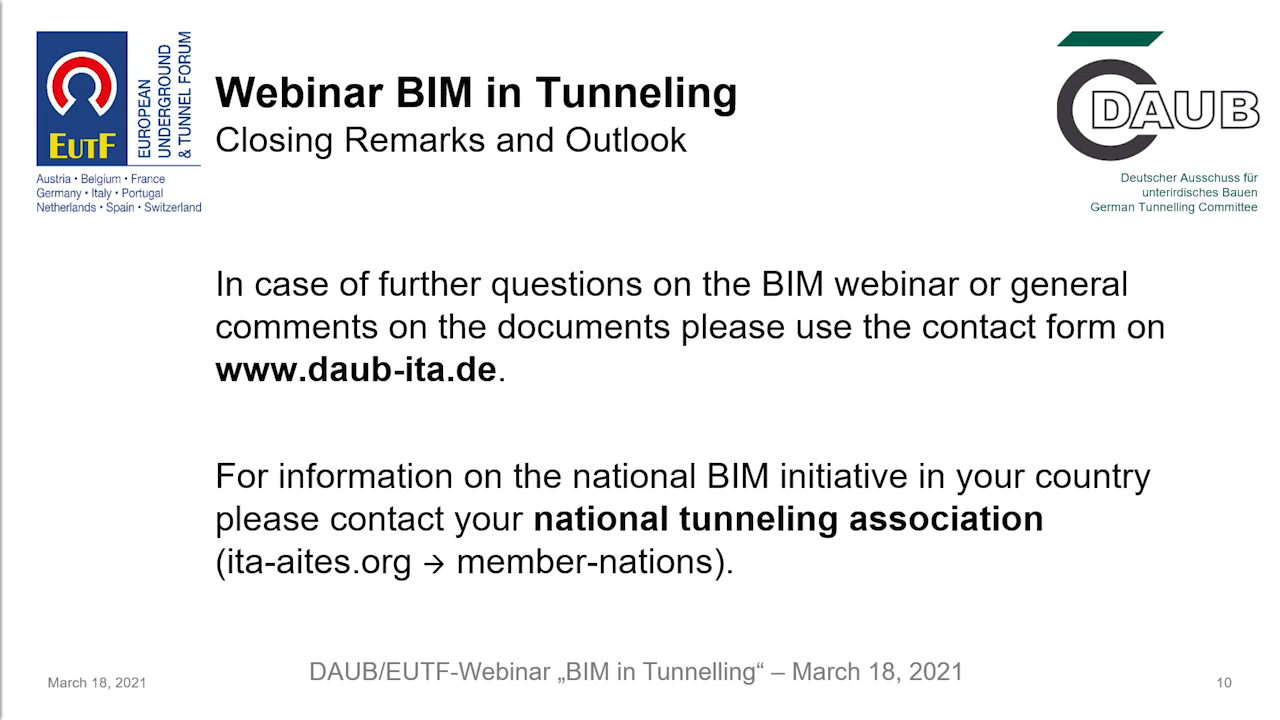 EUTF
EUROPEAN
UNDERGROUND
& TUNNEL FORUM
Austria • Belgium • France
Germany • Italy • Portugal
Netherlands • Spain • Switzerland
Webinar BIM in Tunneling
Closing Remarks and Outlook
DAUB
Deutscher Ausschuss für
unterirdisches Bauen
German Tunnelling Committee
In case of further questions on the BIM webinar or general
comments on the documents please use the contact form on
www.daub-ita.de.
For information on the national BIM initiative in your country
please contact your national tunneling association
(ita-aites.org → member-nations).
March 18, 2021
DAUB/EUTF-Webinar „BIM in Tunnelling“ – March 18, 2021
10